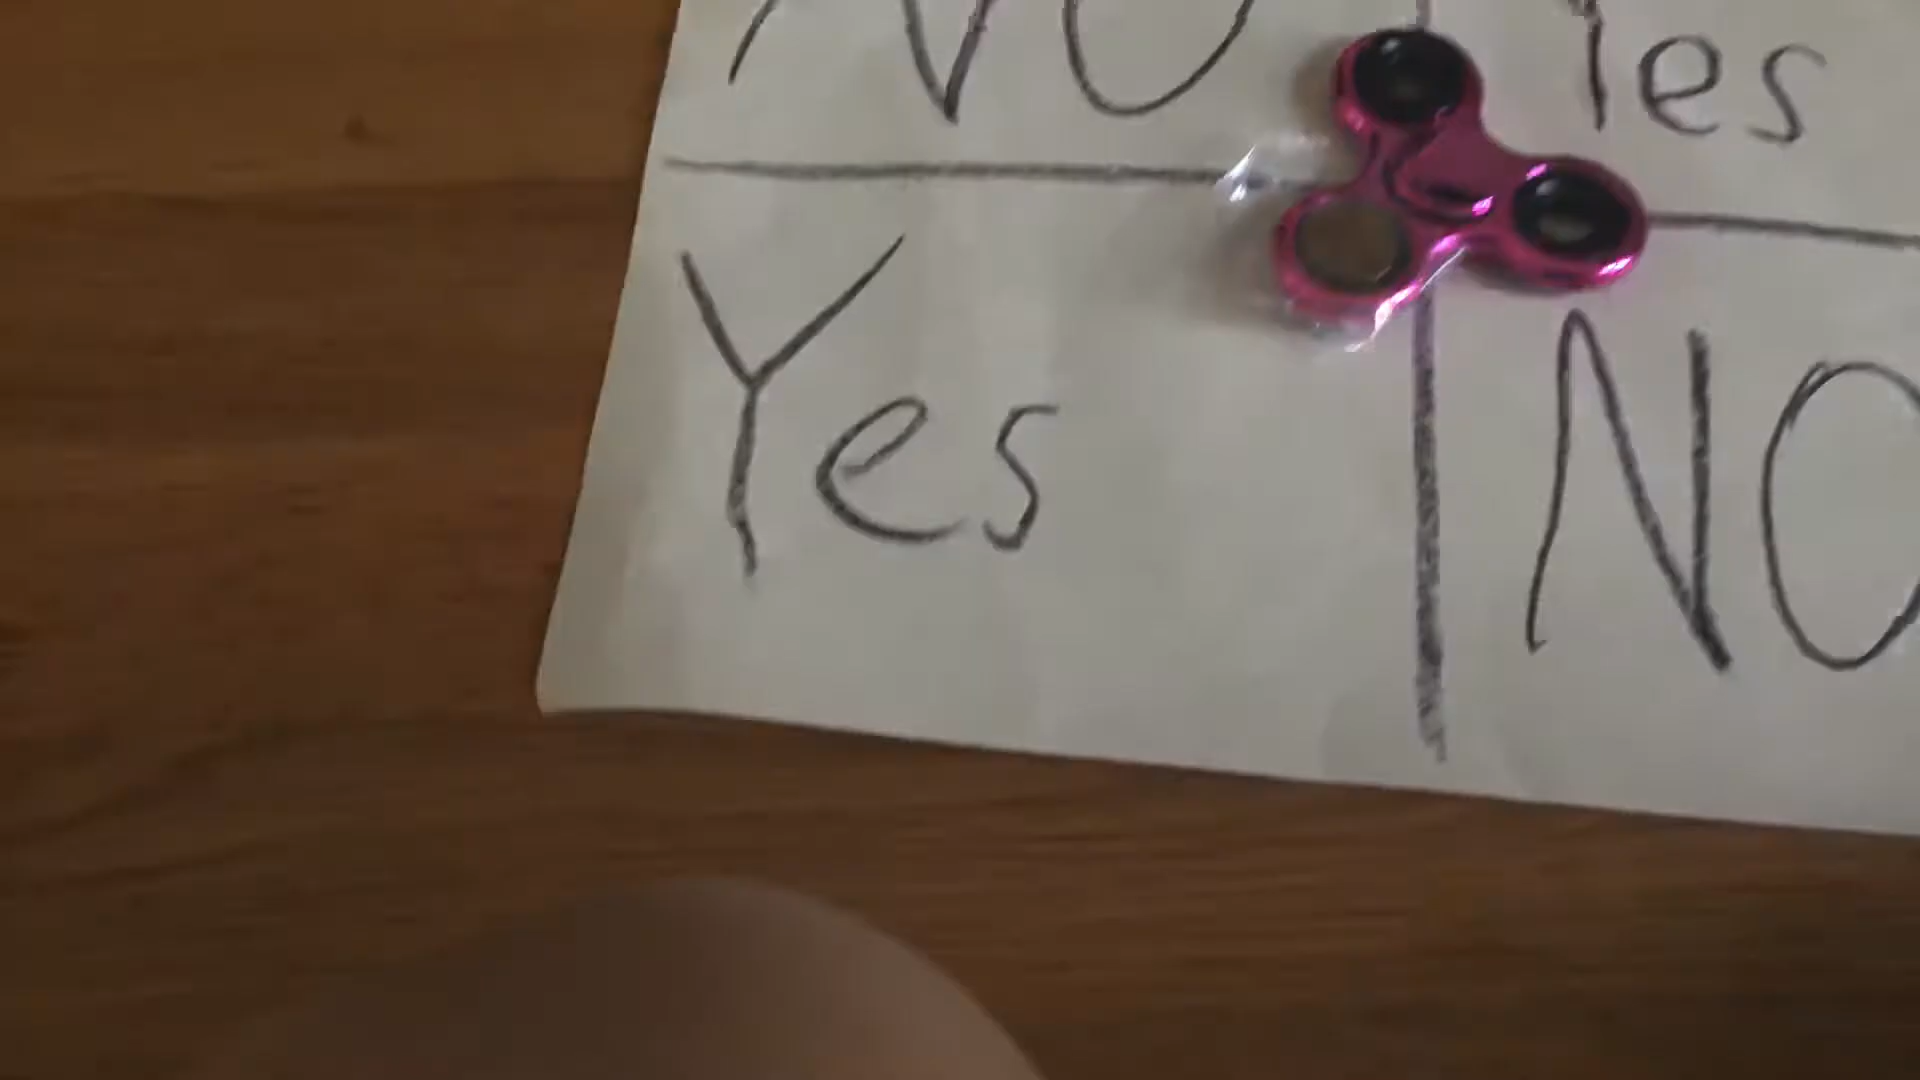 NO Yes
Yes NO